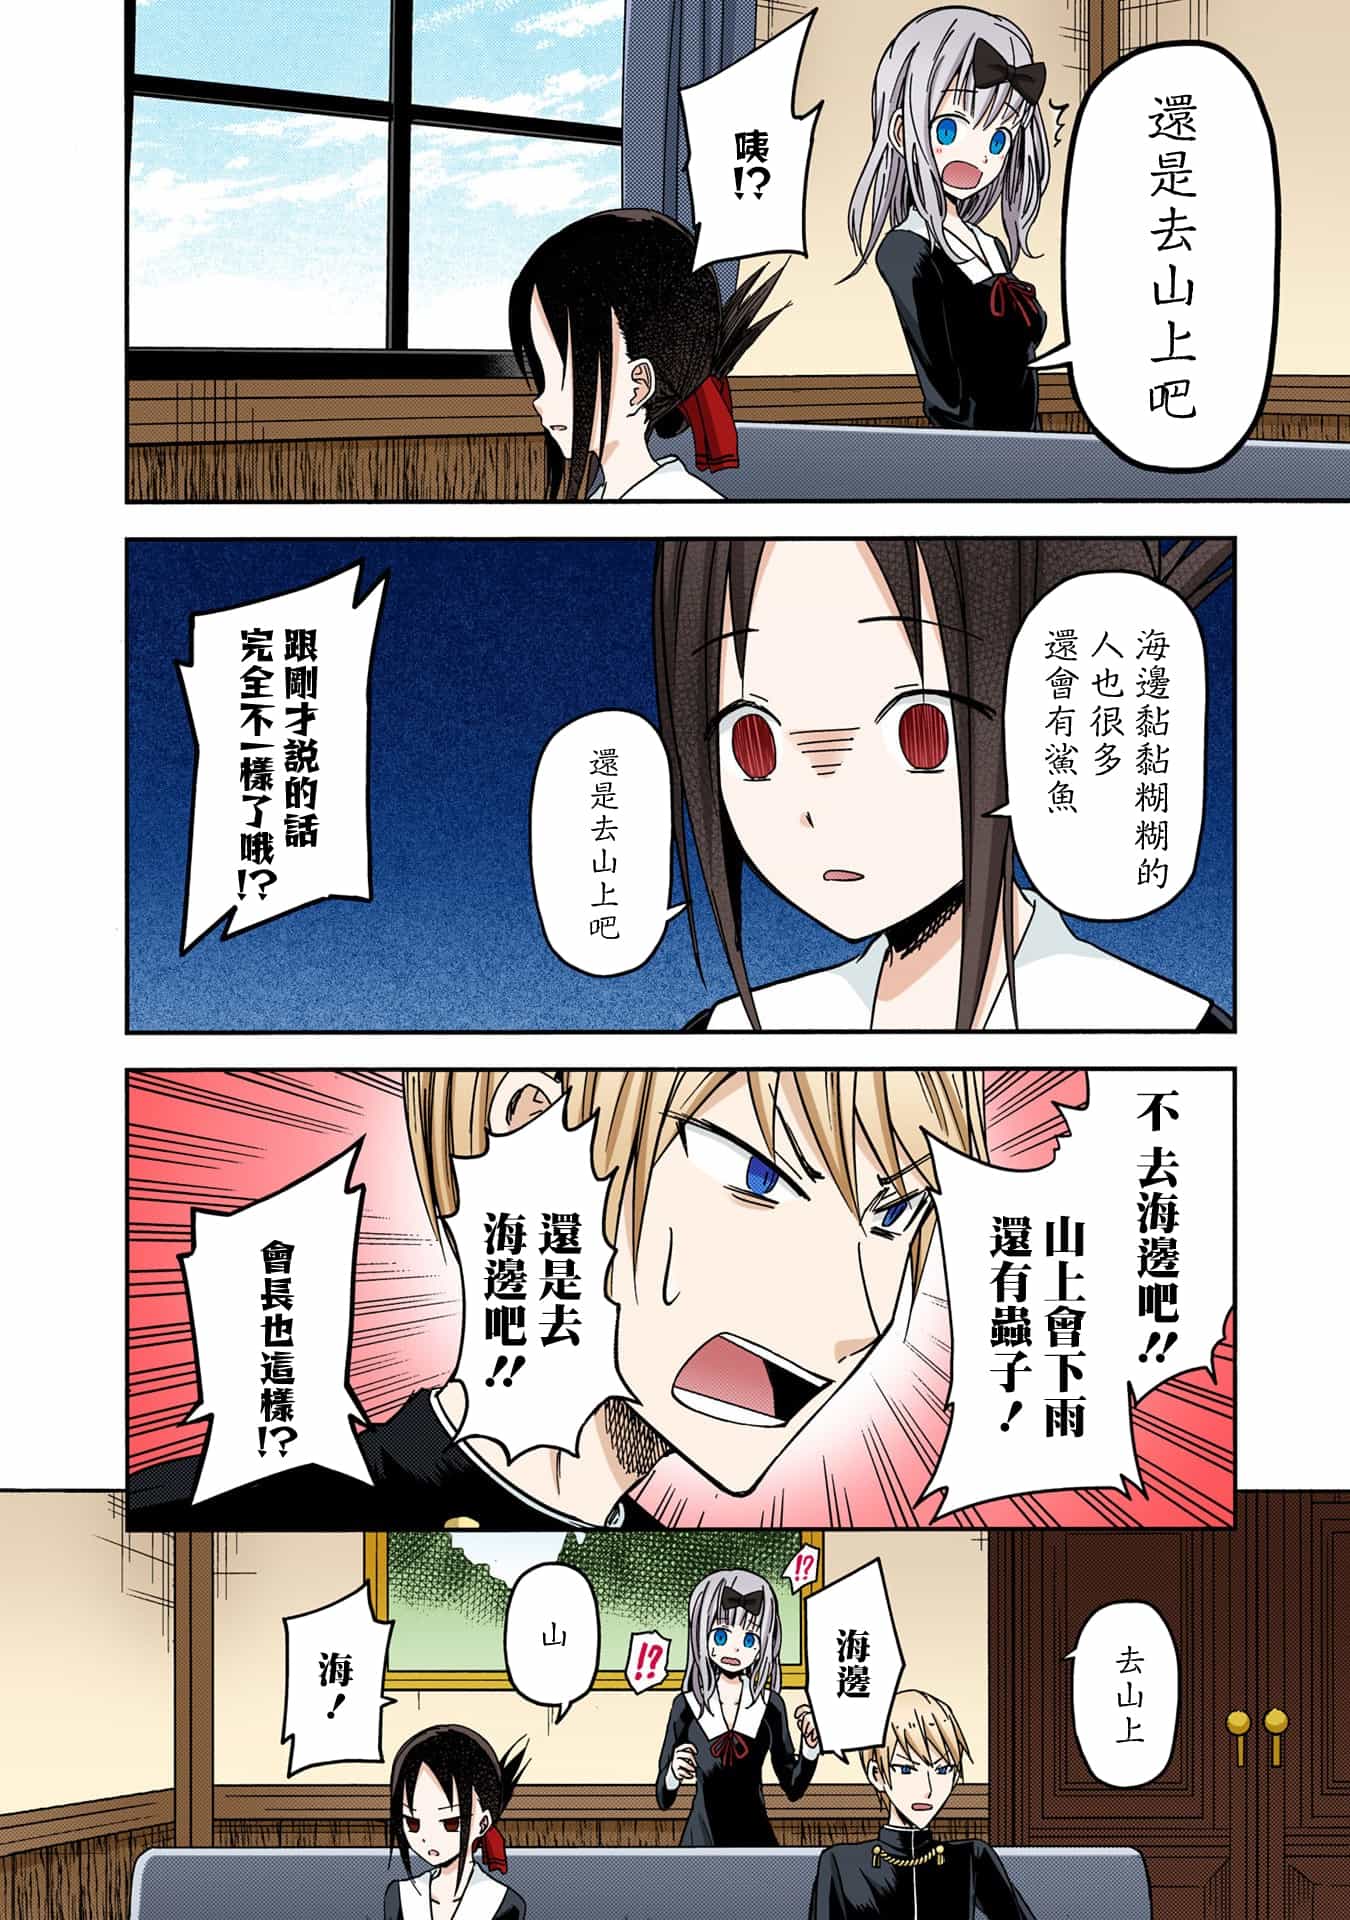 還是去山上吧
咦!?
海邊黏黏糊糊的
人也很多
還會有鯊魚
還是去山上吧
跟剛才説的話
完全不一樣了哦!?
不去海邊吧!!
山上會下雨
還有蟲子!
還是去
海邊吧!!
會長也這樣!?
去山上
海邊
!?
!?
山
海!